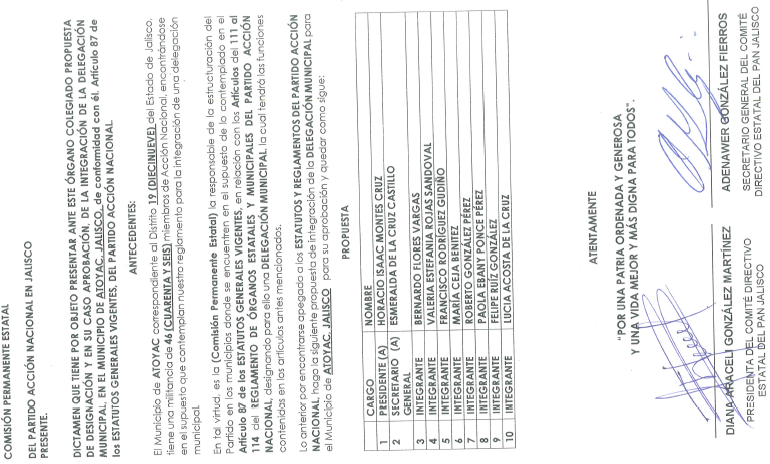 COMISIÓN PERMANENTE ESTATAL
DEL PARTIDO ACCIÓN NACIONAL EN JALISCO
PRESENTE.
DICTAMEN QUE TIENE POR OBJETO PRESENTAR ANTE ESTE ÓRGANO COLEGIADO PROPUESTA
DE DESIGNACIÓN Y EN SU CASO APROBACIÓN, DE LA INTEGRACIÓN DE LA DELEGACIÓN
MUNICIPAL, EN EL MUNICIPIO DE ATOYAC, JALISCO, de conformidad con él. Artículo 87 de
los ESTATUTOS GENERALES VIGENTES, DEL PARTIDO ACCIÓN NACIONAL.
ANTECEDENTES:
El Municipio de ATOYAC correspondiente al Distrito 19 (DIECINUEVE) del Estado de Jalisco,
tiene una militancia de 46 (CUARENTA Y SEIS) miembros de Acción Nacional, encontrándose
en el supuesto que contemplan nuestro reglamento para la integración de una delegación
municipal.
En tal virtud, es la (Comisión Permanente Estatal) la responsable de la estructuración del
Partido en los municipios donde se encuentren en el supuesto de lo contemplado en el
Artículo 87 de los ESTATUTOS GENERALES VIGENTES, en relación con los Artículos del 111 al
114 del REGLAMENTO DE ÓRGANOS ESTATALES Y MUNICIPALES DEL PARTIDO ACCIÓN
NACIONAL, designando para ello una DELEGACIÓN MUNICIPAL, la cual tendrá las funciones
contenidas en los artículos antes mencionados.
Lo anterior por encontrarse apegado a los ESTATUTOS Y REGLAMENTOS DEL PARTIDO ACCIÓN
NACIONAL, hago la siguiente propuesta de integración de la DELEGACIÓN MUNICIPAL para
el Municipio de ATOYAC, JALISCO para su aprobación y quedar como sigue:
PROPUESTA
CARGO NOMBRE
1 PRESIDENTE (A) HORACIO ISAAC MONTES CRUZ
2 SECRETARIO (A) GENERAL ESMERALDA DE LA CRUZ CASTILLO
3 INTEGRANTE BERNARDO FLORES VARGAS
4 INTEGRANTE VALERIA ESTEFANIA ROJAS SANDOVAL
5 INTEGRANTE FRANCISCO RODRÍGUEZ GUDIÑO
6 INTEGRANTE MARÍA CEJA BENITEZ
7 INTEGRANTE ROBERTO GONZÁLEZ PÉREZ
8 INTEGRANTE PAOLA EBANY PONCE PÉREZ
9 INTEGRANTE FELIPE RUÍZ GONZÁLEZ
10 INTEGRANTE LUCIA ACOSTA DE LA CRUZ
ATENTAMENTE
"POR UNA PATRIA ORDENADA Y GENEROSA
Y UNA VIDA MEJOR Y MÁS DIGNA PARA TODOS".
DIANA ARACELI GONZÁLEZ MARTÍNEZ
PRESIDENTA DEL COMITÉ DIRECTIVO
ESTATAL DEL PAN JALISCO
ADENAWER GONZÁLEZ FIERROS
SECRETARIO GENERAL DEL COMITÉ
DIRECTIVO ESTATAL DEL PAN JALISCO